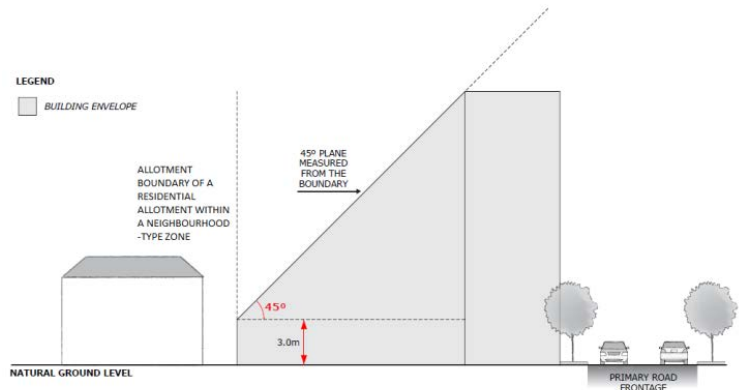 LEGEND
BUILDING ENVELOPE
ALLOTMENT
BOUNDARY OF A
RESIDENTIAL
ALLOTMENT WITHIN
A NEIGHBOURHOOD
-TYPE ZONE
45º PLANE
MEASURED
FROM THE
BOUNDARY
45º
3.0m
NATURAL GROUND LEVEL
PRIMARY ROAD
FRONTAGE